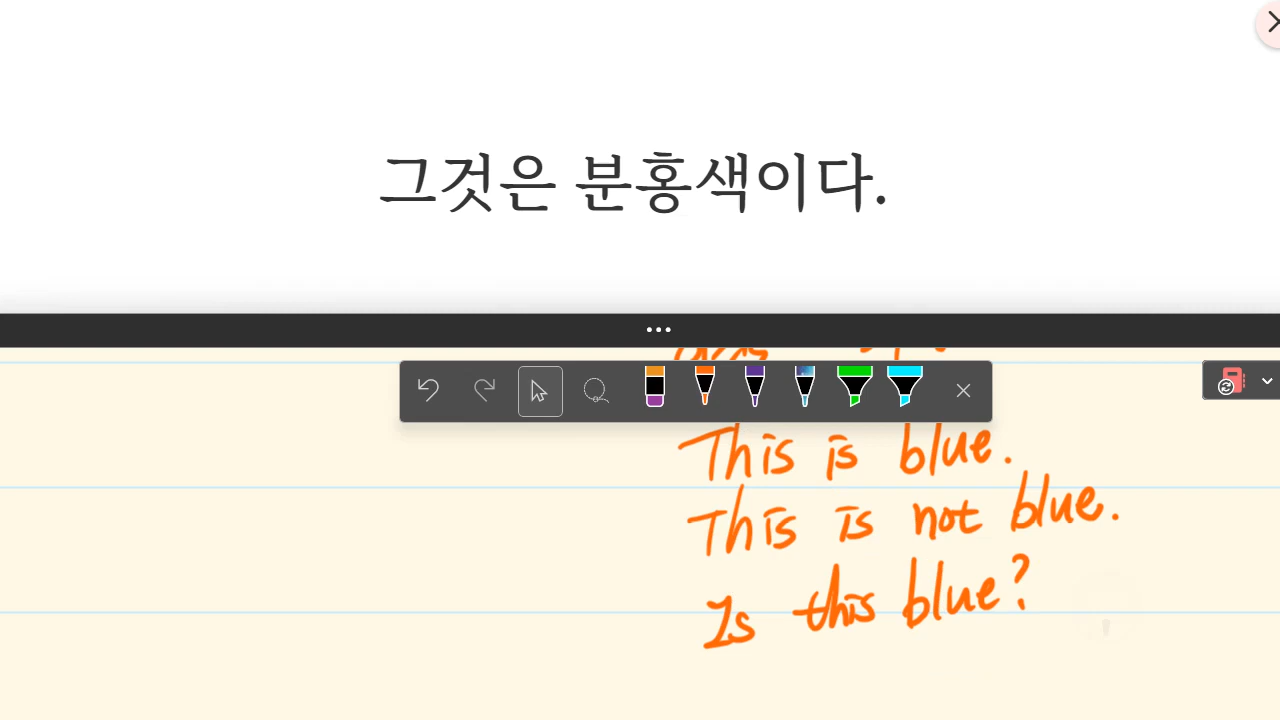 그것은 분홍색이다.
This is blue.
This is not blue.
Is this blue?